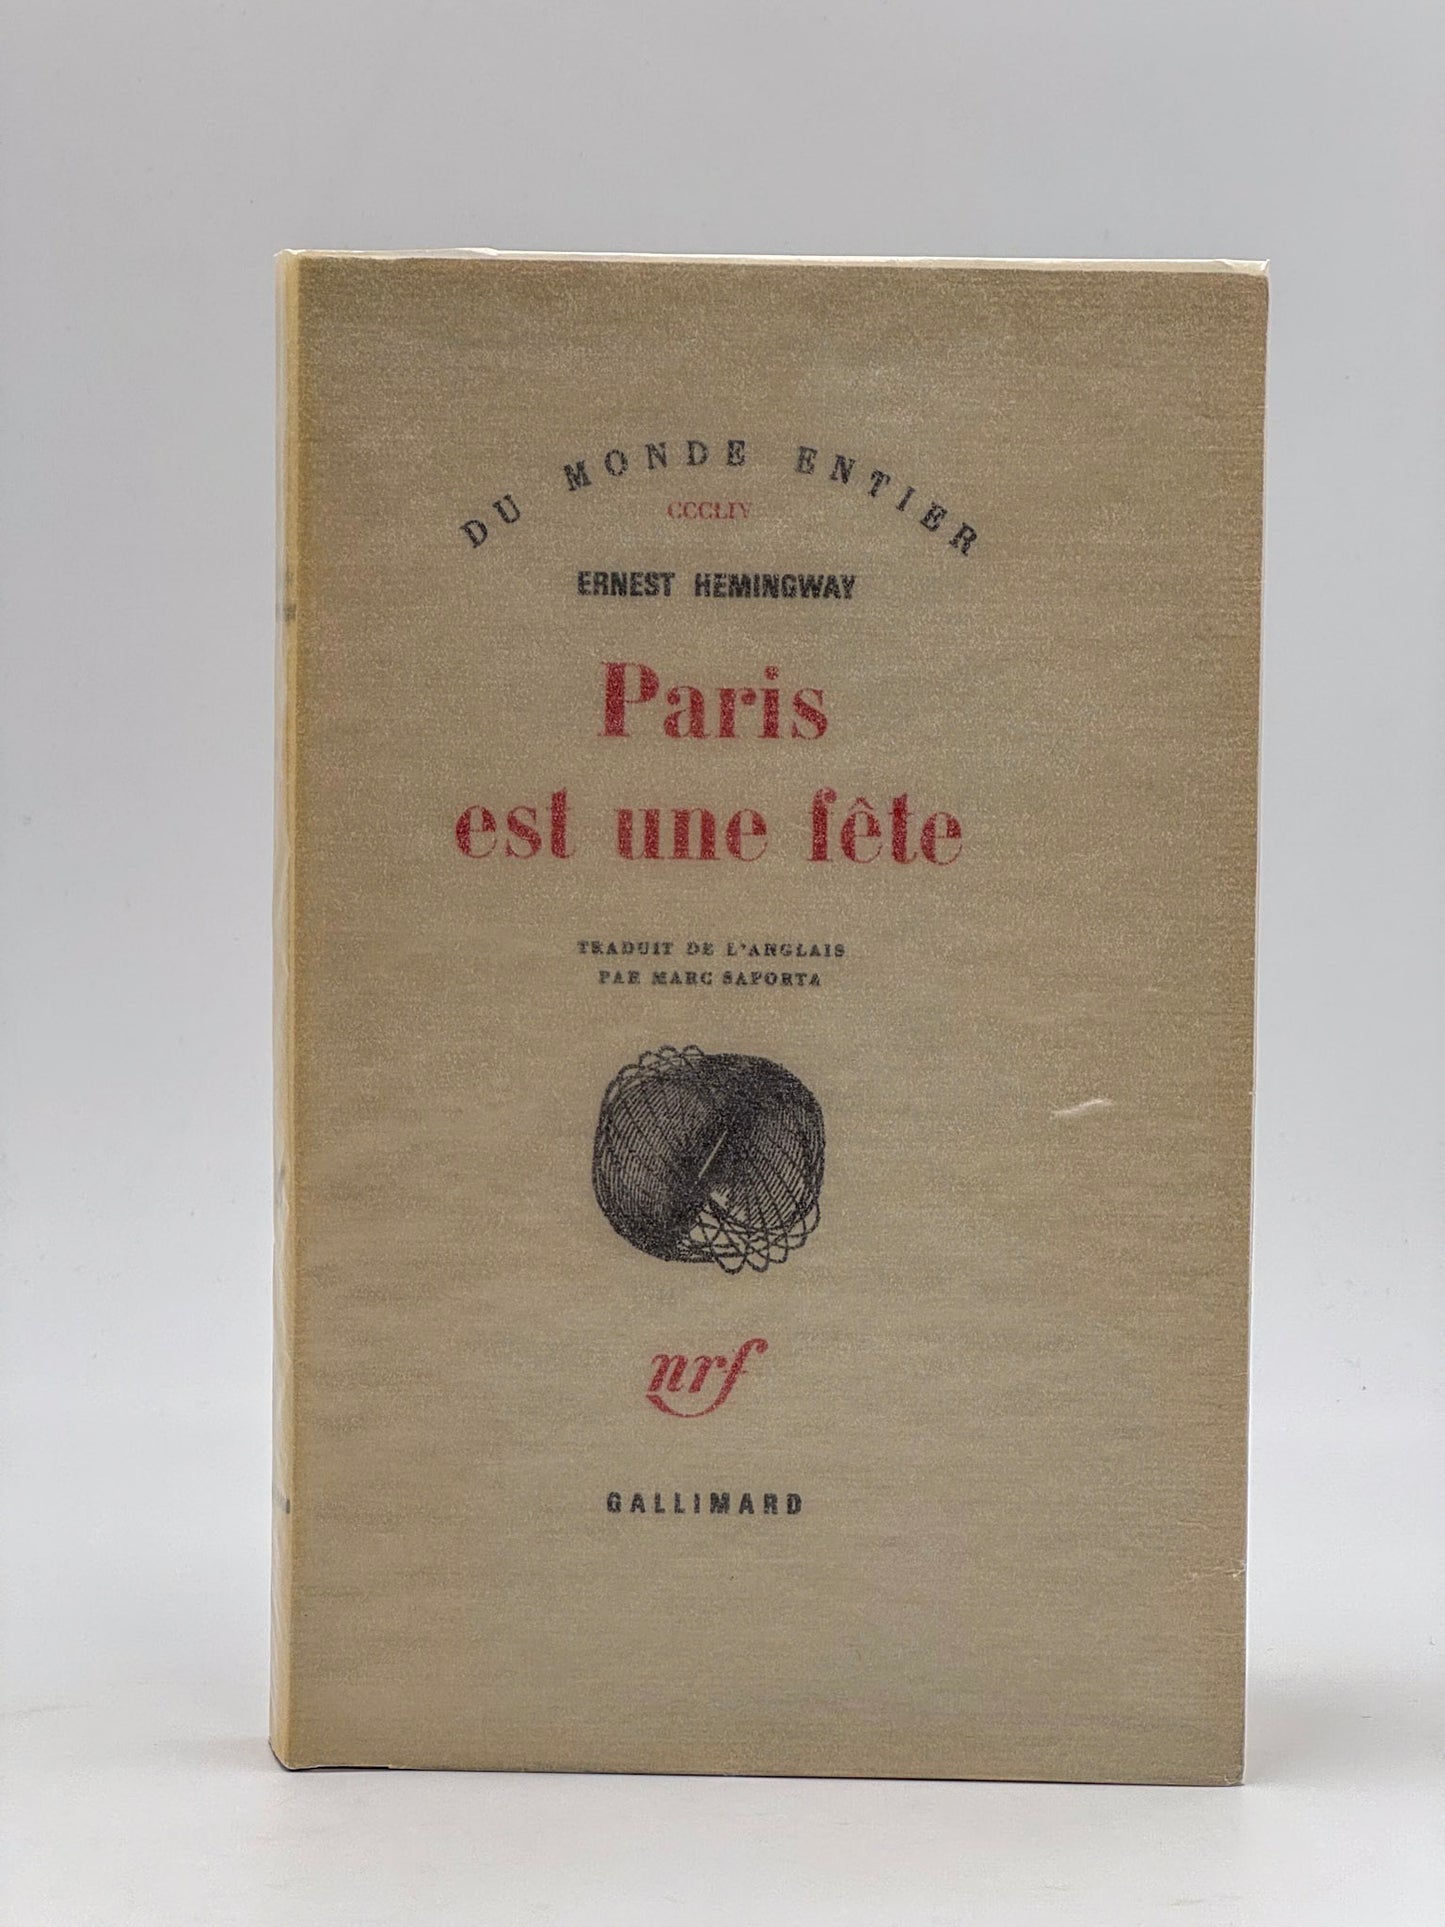 DU MONDE ENTIER
CCCLIV
ERNEST HEMINGWAY
Paris
est une fête
TRADUIT DE L'ANGLAIS
PAR MARC SAPORTA
nrf
GALLIMARD